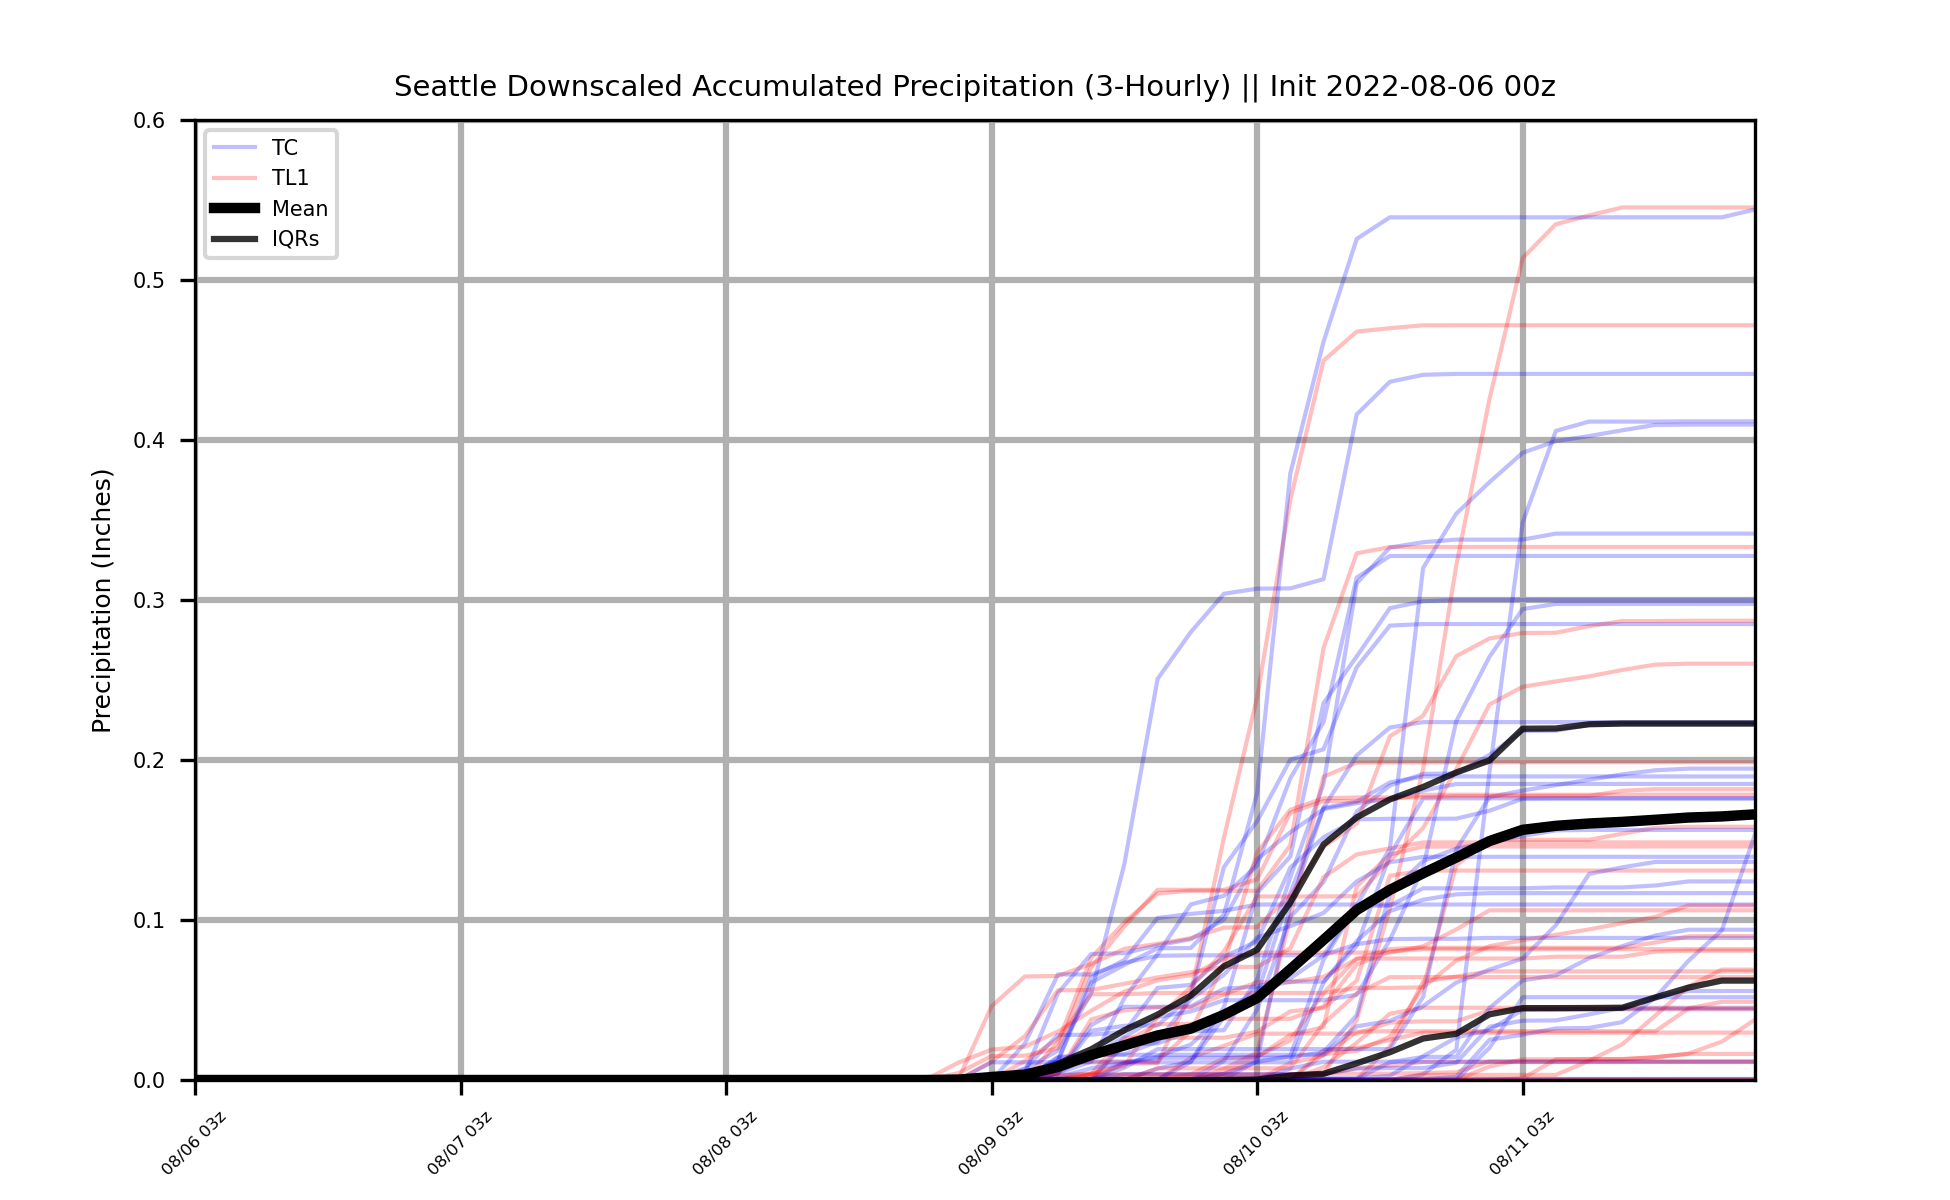 Seattle Downscaled Accumulated Precipitation (3-Hourly) || Init 2022-08-06 00z
TC
TL1
Mean
IQRs
Precipitation (Inches)
0.6
0.5
0.4
0.3
0.2
0.1
0.0
08/06 03z
08/07 03z
08/08 03z
08/09 03z
08/10 03z
08/11 03z